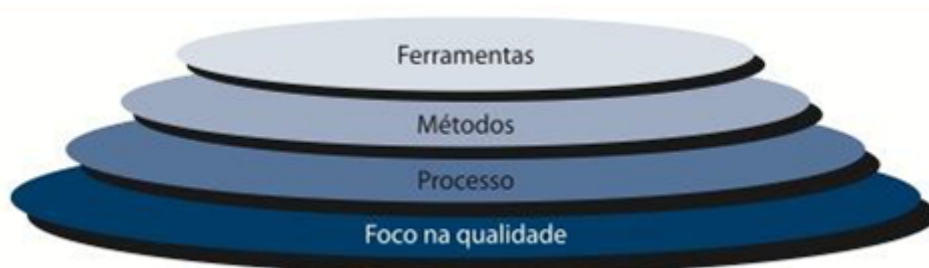 Ferramentas
Métodos
Processo
Foco na qualidade